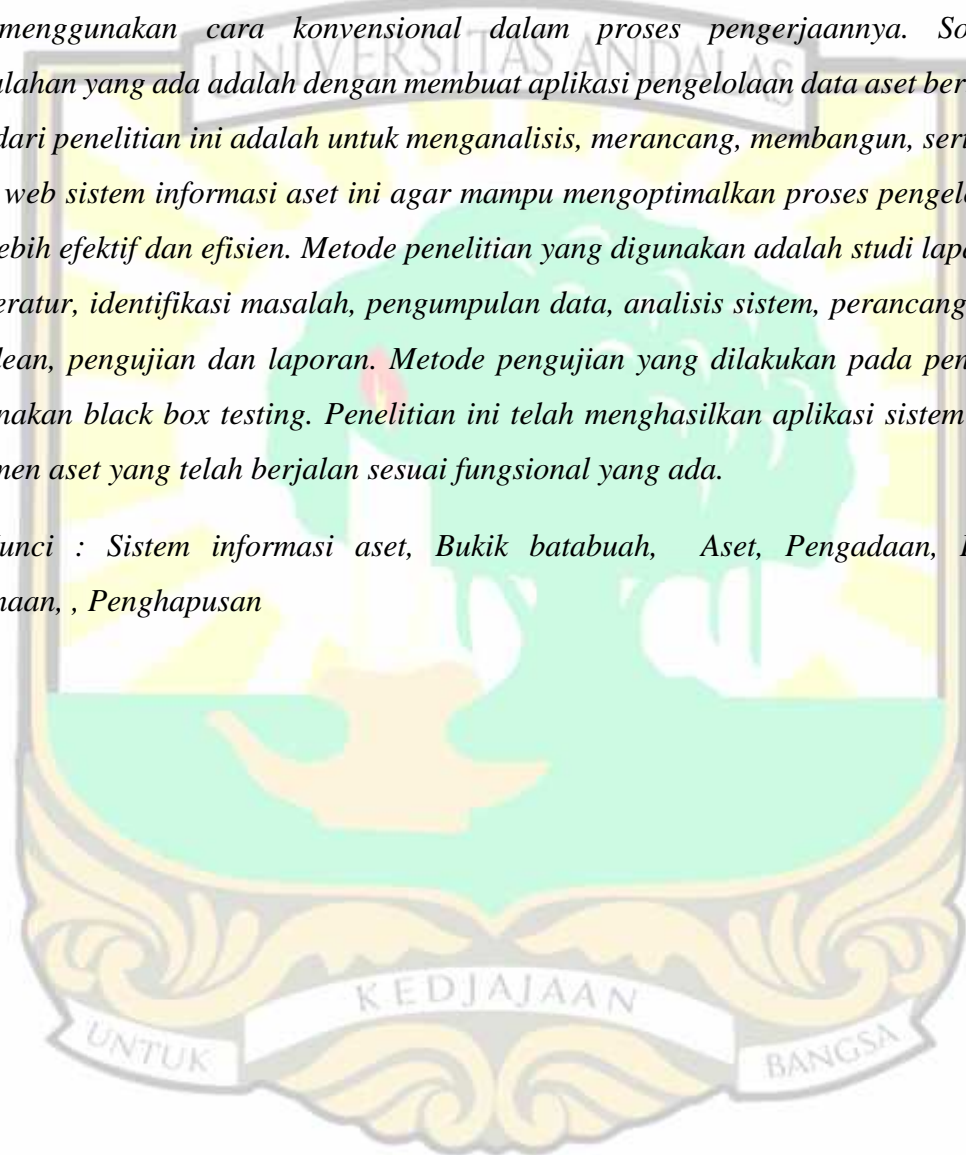 menggunakan cara konvensional dalam proses pengerjaannya. So
ulahan yang ada adalah dengan membuat aplikasi pengelolaan data aset ber
dari penelitian ini adalah untuk menganalisis, merancang, membangun, sert
web sistem informasi aset ini agar mampu mengoptimalkan proses pengel
ebih efektif dan efisien. Metode penelitian yang digunakan adalah studi lapa
eratur, identifikasi masalah, pengumpulan data, analisis sistem, perancang
dean, pengujian dan laporan. Metode pengujian yang dilakukan pada pen
nakan black box testing. Penelitian ini telah menghasilkan aplikasi sistem
men aset yang telah berjalan sesuai fungsional yang ada.
unci : Sistem informasi aset, Bukik batabuah, Aset, Pengadaan,
naan, , Penghapusan
UNIVERSITAS ANDALAS
UNTUK KEDJAJAAN BANGSA